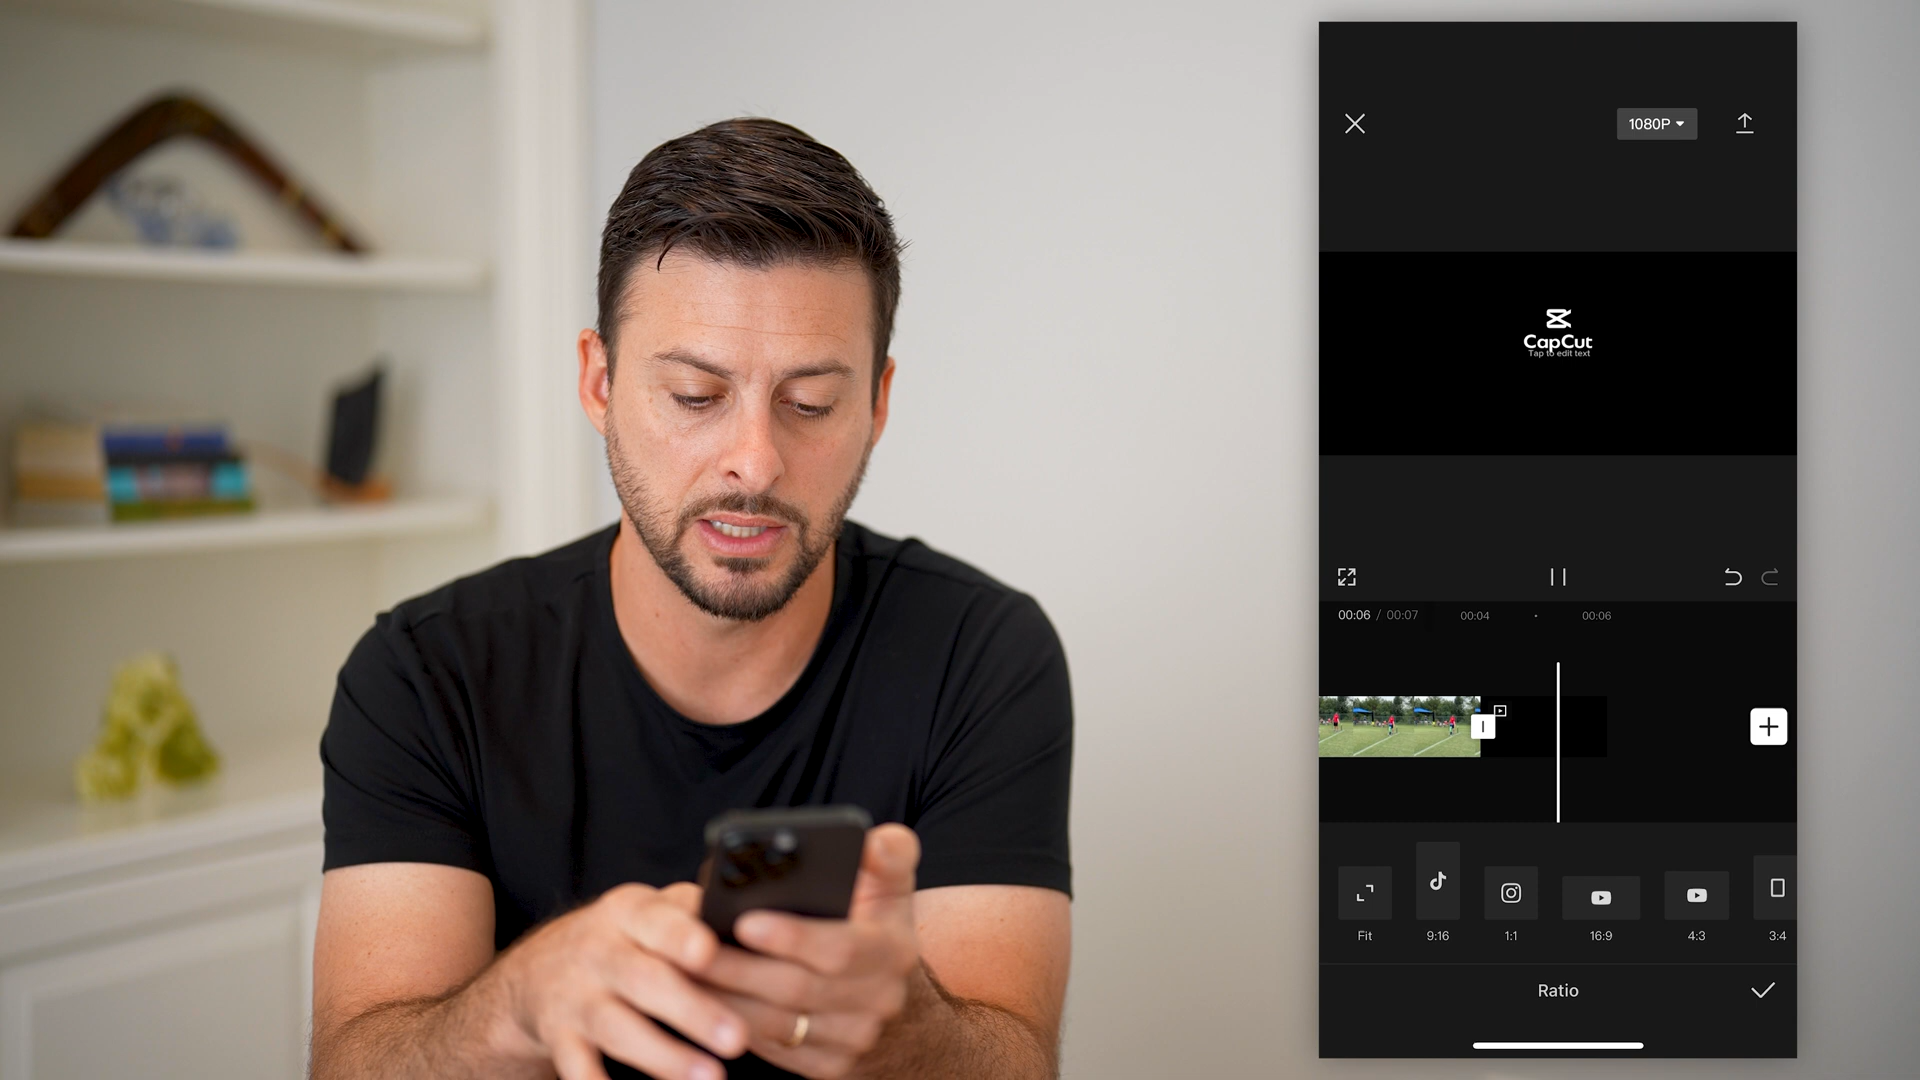 1080P
CapCut
Tap to edit text
00:06 / 00:07 00:04 00:06
Fit 9:16 1:1 16:9 4:3 3:4
Ratio